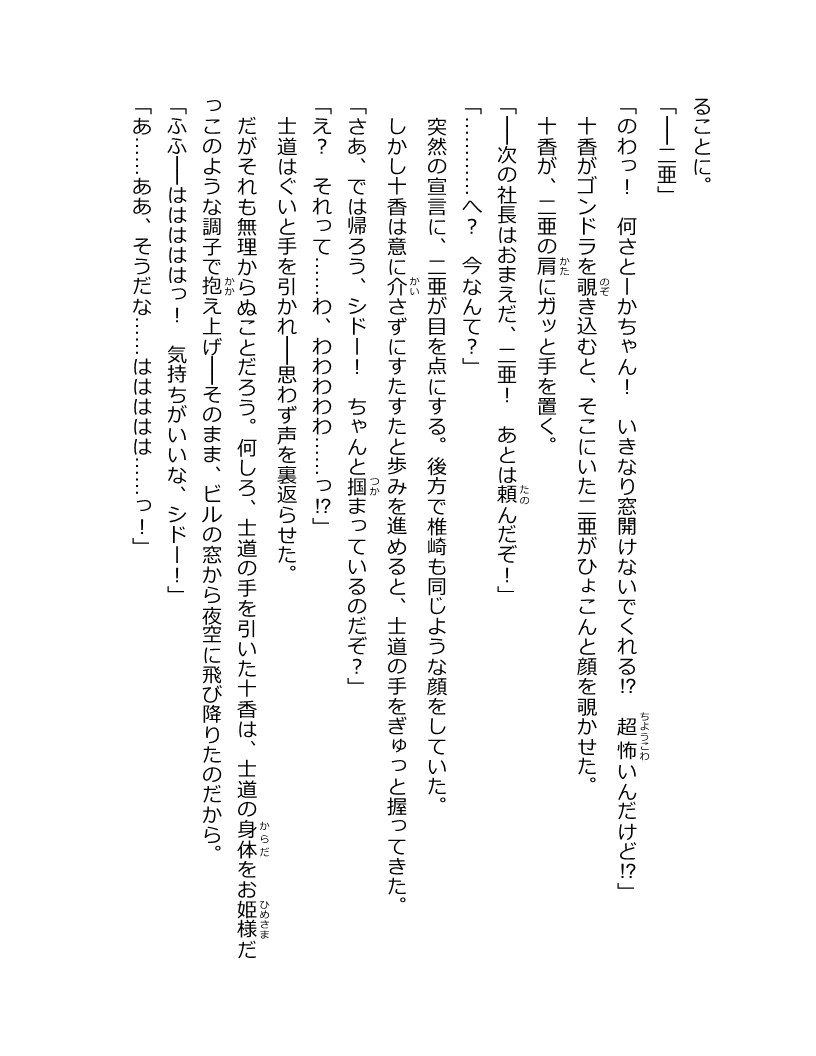 ることに。
「――二亜」
「のわっ！　何さとーかちゃん！　いきなり窓開けないでくれる⁉　超怖いんだけど⁉」
十香がゴンドラを覗き込むと、そこにいた二亜がひょこんと顔を覗かせた。
十香が、二亜の肩にガッと手を置く。
「――次の社長はおまえだ、二亜！　あとは頼んだぞ！」
「…………へ？　今なんて？」
突然の宣言に、二亜が目を点にする。後方で椎崎も同じような顔をしていた。
しかし十香は意に介さずにすたすたと歩みを進めると、士道の手をぎゅっと握ってきた。
「さあ、では帰ろう、シドー！　ちゃんと掴まっているのだぞ？」
「え？　それって……わ、わわわわわ……っ⁉」
士道はぐいと手を引かれ――思わず声を裏返らせた。
だがそれも無理からぬことだろう。何しろ、士道の手を引いた十香は、士道の身体をお姫様だ
っこのような調子で抱え上げ――そのまま、ビルの窓から夜空に飛び降りたのだから。
「ふふ――はははははっ！　気持ちがいいな、シドー！」
「あ……ああ、そうだな……ははははは……っ！」